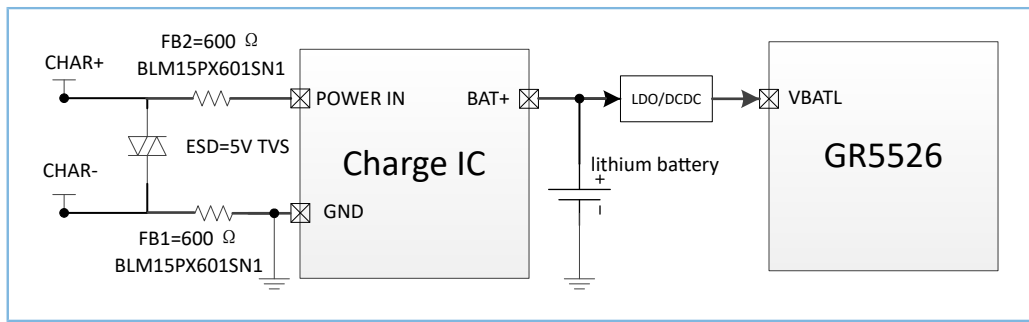 FB2=600 Ω
BLM15PX601SN1
CHAR+
POWER IN
BAT+
LDO/DCDC
VBATL
ESD=5V TVS
Charge IC
lithium battery
GR5526
CHAR-
+
GND
FB1=600 Ω
BLM15PX601SN1